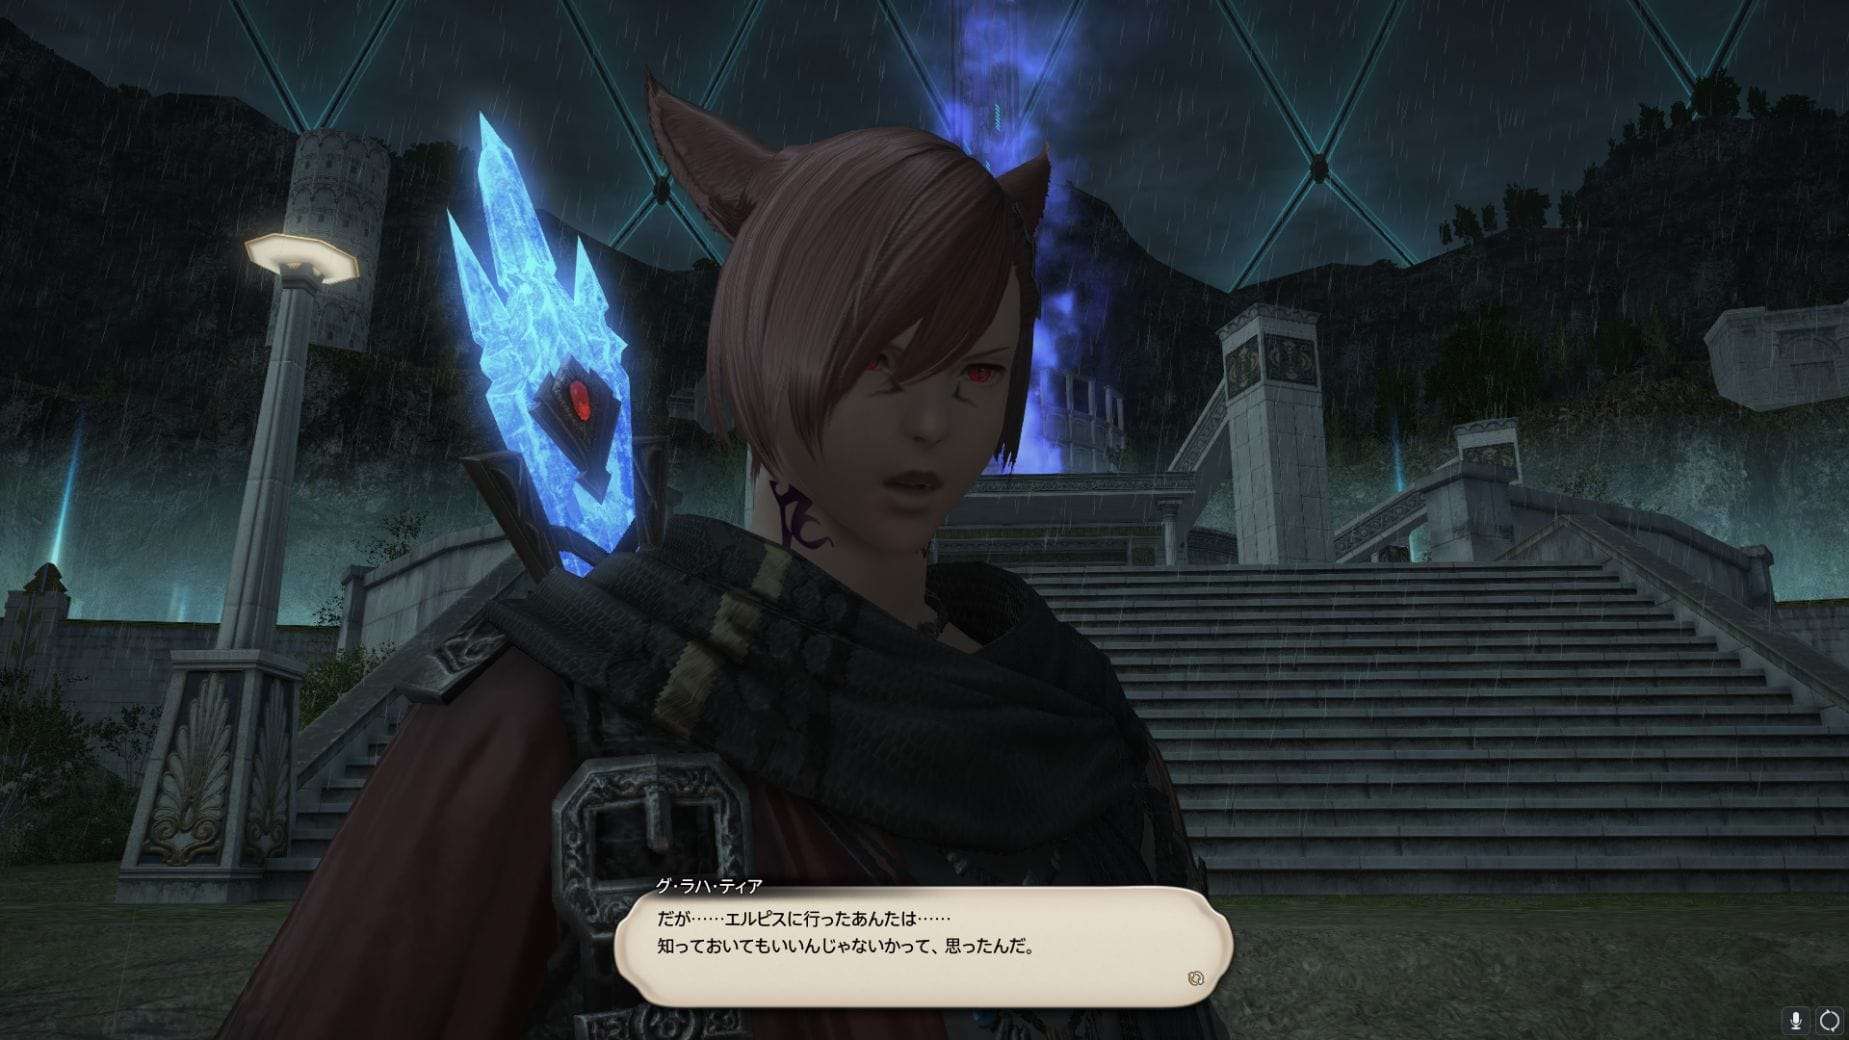 グ・ラハ・ティア
だが……エルピスに行ったあんたは……
知っておいてもいいんじゃないかって、思ったんだ。